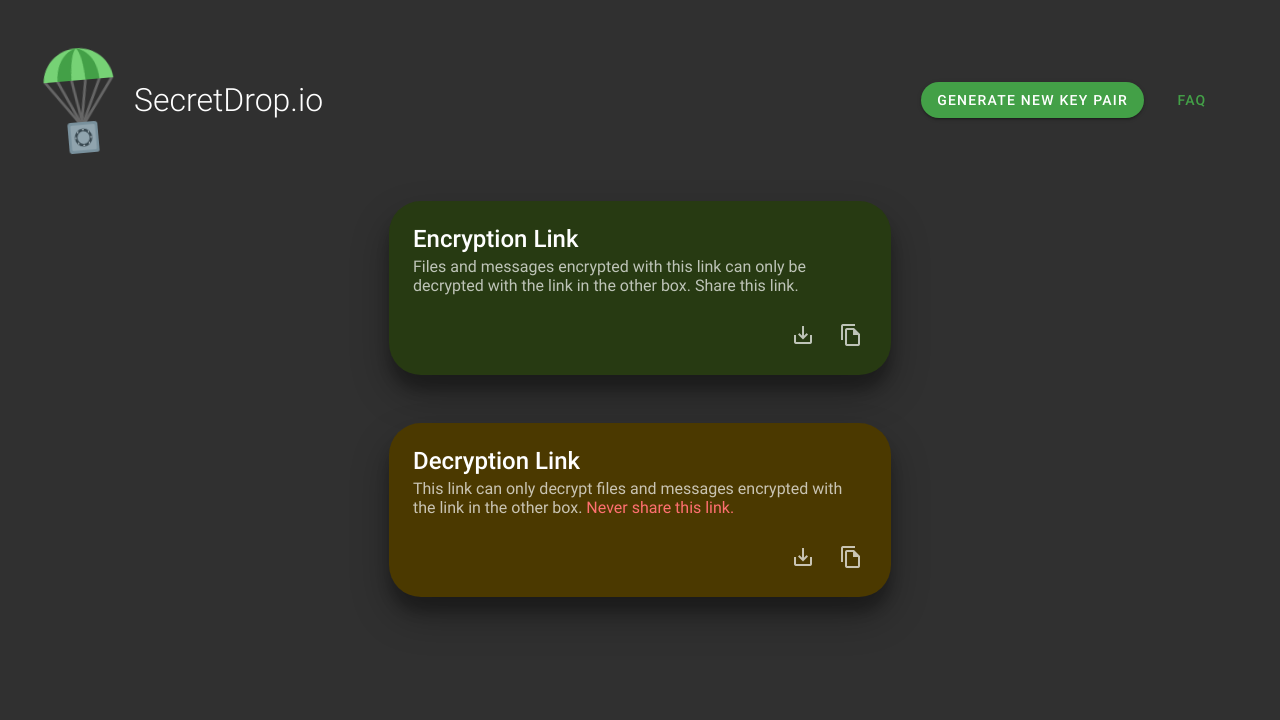 SecretDrop.io
GENERATE NEW KEY PAIR
FAQ
Encryption Link
Files and messages encrypted with this link can only be
decrypted with the link in the other box. Share this link.
Decryption Link
This link can only decrypt files and messages encrypted with
the link in the other box. Never share this link.